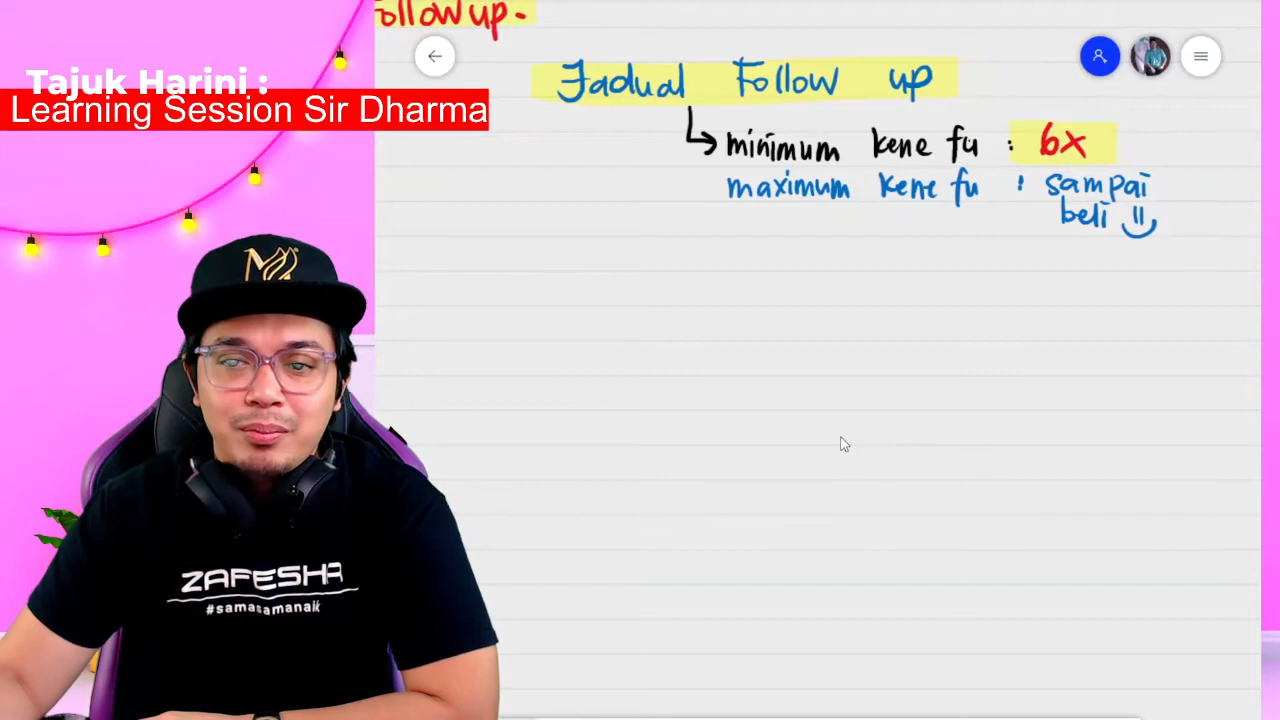 Follow up.
Tajuk Harini :
Learning Session Sir Dharma
Jadual Follow up
minimum kene fu : 6x
maximum kene fu : sampai
beli
ZAFESHA
#samasamanaik